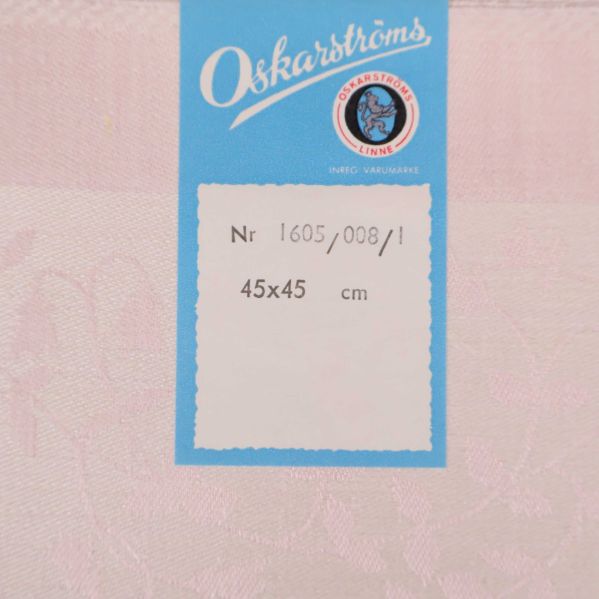 Oskarströms
OSKARSTRÖMS
LINNE
INREG. VARUMÄRKE
Nr 1605/008/1
45x45 cm